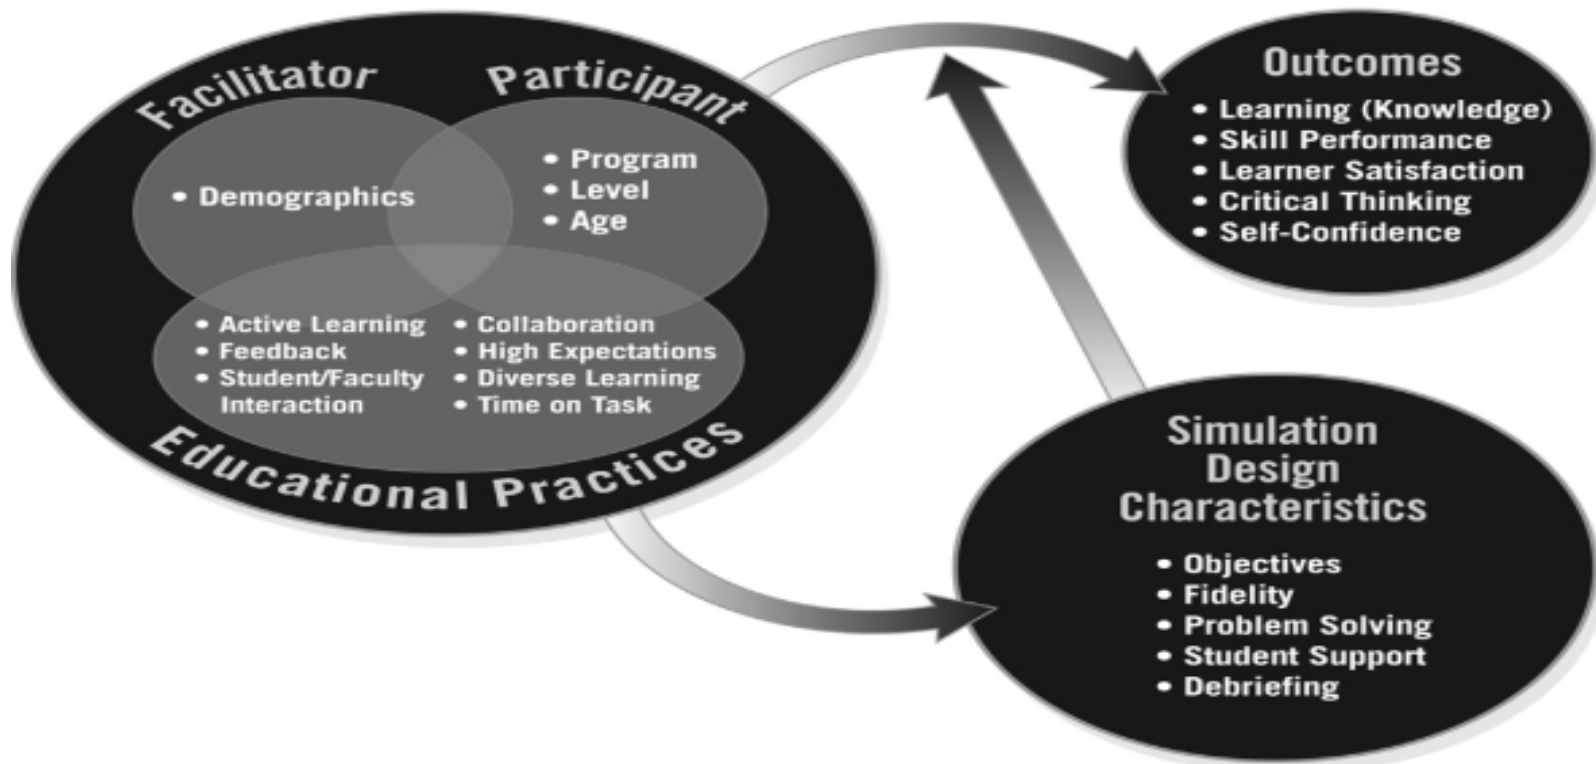 Facilitator
Participant
• Demographics
• Program
• Level
• Age
• Active Learning
• Feedback
• Student/Faculty
Interaction
• Collaboration
• High Expectations
• Diverse Learning
• Time on Task
Educational Practices
Outcomes
• Learning (Knowledge)
• Skill Performance
• Learner Satisfaction
• Critical Thinking
• Self-Confidence
Simulation
Design
Characteristics
• Objectives
• Fidelity
• Problem Solving
• Student Support
• Debriefing